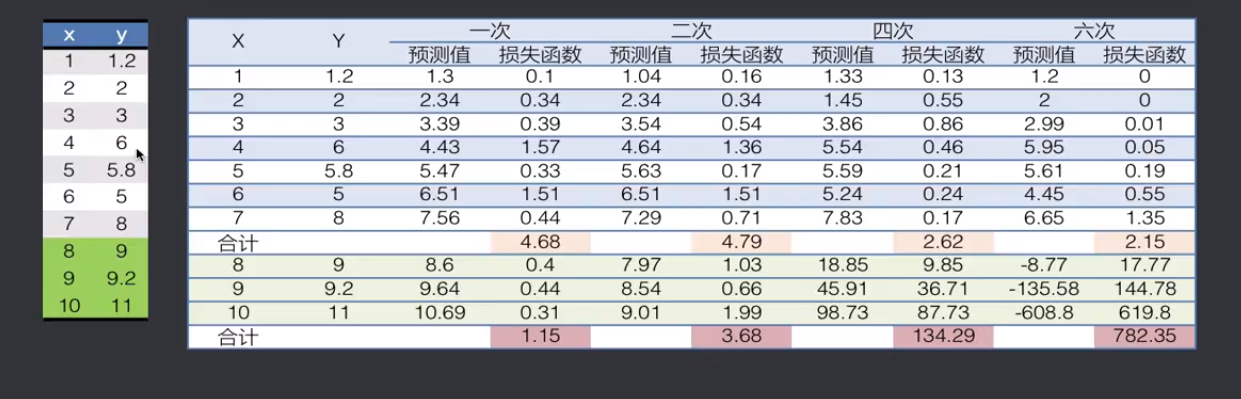 x y
1 1.2
2 2
3 3
4 6
5 5.8
6 5
7 8
8 9
9 9.2
10 11
X Y 一次 二次 四次 六次
预测值 损失函数 预测值 损失函数 预测值 损失函数 预测值 损失函数
1 1.2 1.3 0.1 1.04 0.16 1.33 0.13 1.2 0
2 2 2.34 0.34 2.34 0.34 1.45 0.55 2 0
3 3 3.39 0.39 3.54 0.54 3.86 0.86 2.99 0.01
4 6 4.43 1.57 4.64 1.36 5.54 0.46 5.95 0.05
5 5.8 5.47 0.33 5.63 0.17 5.59 0.21 5.61 0.19
6 5 6.51 1.51 6.51 1.51 5.24 0.24 4.45 0.55
7 8 7.56 0.44 7.29 0.71 7.83 0.17 6.65 1.35
合计 4.68 4.79 2.62 2.15
8 9 8.6 0.4 7.97 1.03 18.85 9.85 -8.77 17.77
9 9.2 9.64 0.44 8.54 0.66 45.91 36.71 -135.58 144.78
10 11 10.69 0.31 9.01 1.99 98.73 87.73 -608.8 619.8
合计 1.15 3.68 134.29 782.35